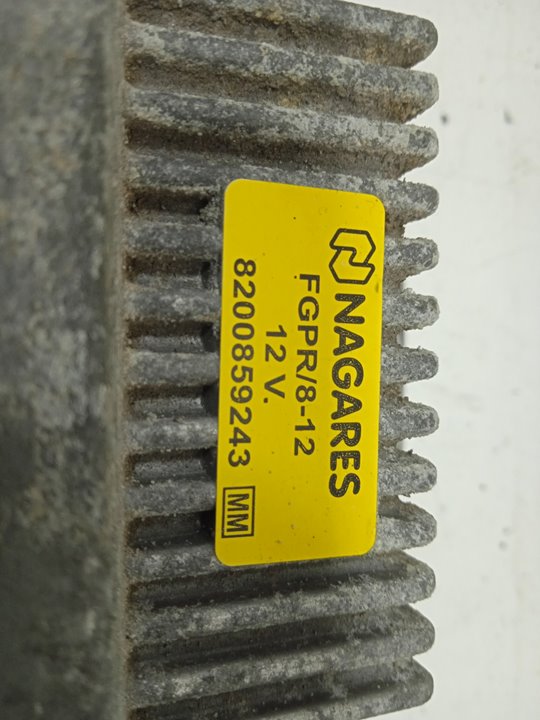 NAGARES
FGPR/8-12
12 V.
8200859243 MM